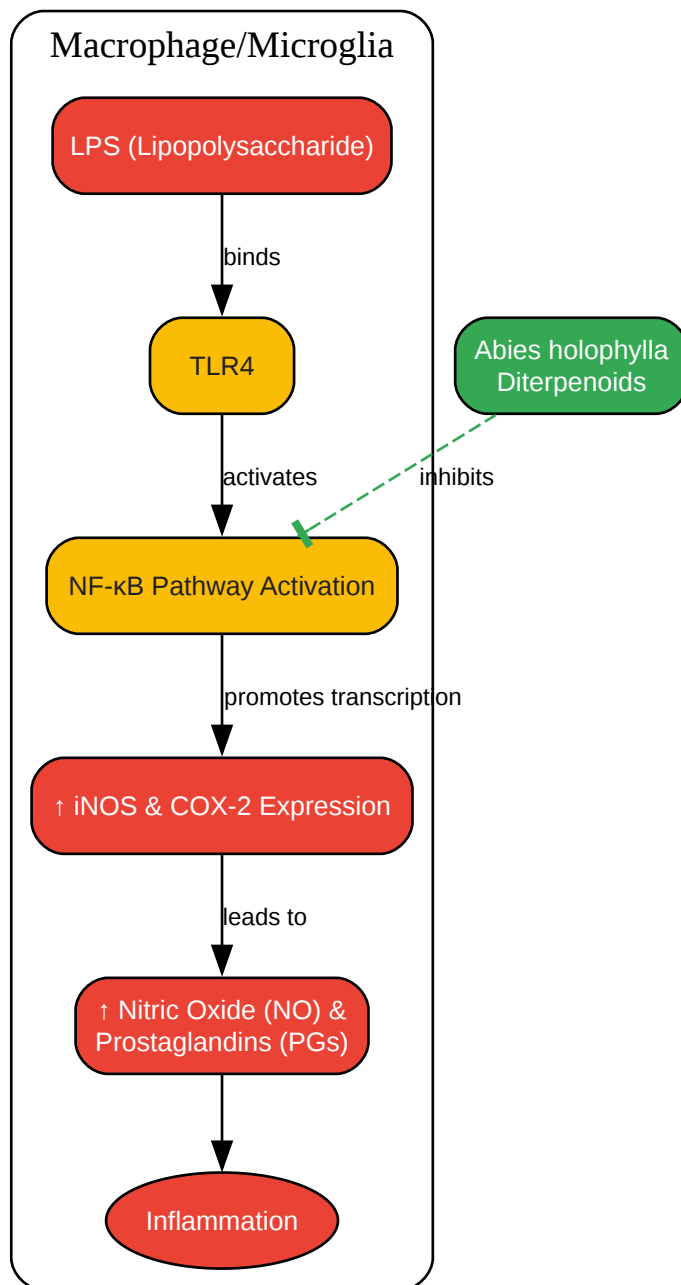 Macrophage/Microglia
LPS (Lipopolysaccharide)
binds
TLR4
Abies holophylla
Diterpenoids
activates
inhibits
NF-κB Pathway Activation
promotes transcription
↑ iNOS & COX-2 Expression
leads to
↑ Nitric Oxide (NO) &
Prostaglandins (PGs)
Inflammation